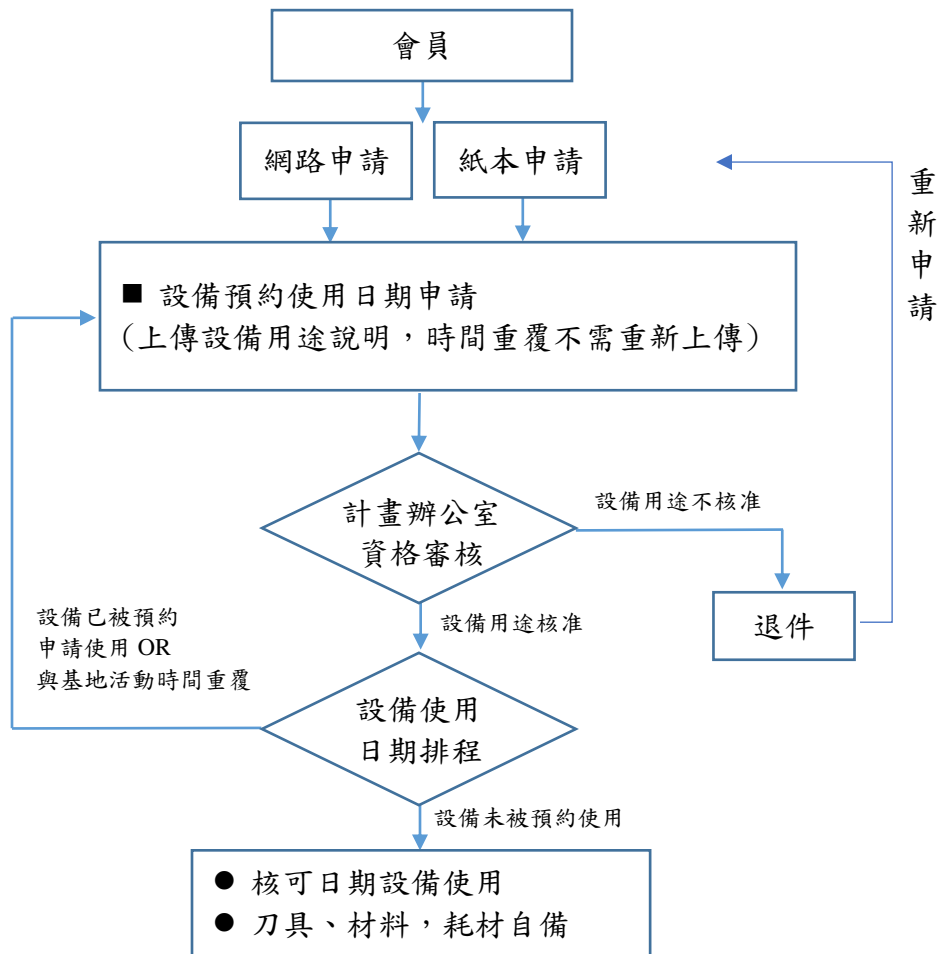 會員
網路申請
紙本申請
重新申請
■ 設備預約使用日期申請
(上傳設備用途說明,時間重覆不需重新上傳)
計畫辦公室
資格審核
設備用途不核准
退件
設備用途核准
設備已被預約
申請使用 OR
與基地活動時間重覆
設備使用
日期排程
設備未被預約使用
● 核可日期設備使用
● 刀具、材料,耗材自備